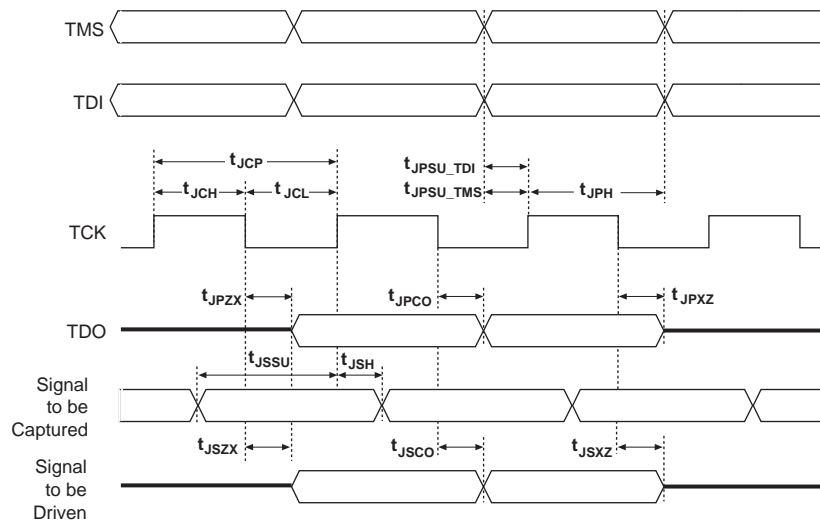 TMS
TDI
tJCP
tJCH
tJCL
tJPSU_TDI
tJPSU_TMS
tJPH
TCK
tJPZX
tJPCO
tJPXZ
TDO
tJSSU
tJSH
Signal
to be
Captured
tJSZX
tJSCO
tJSXZ
Signal
to be
Driven